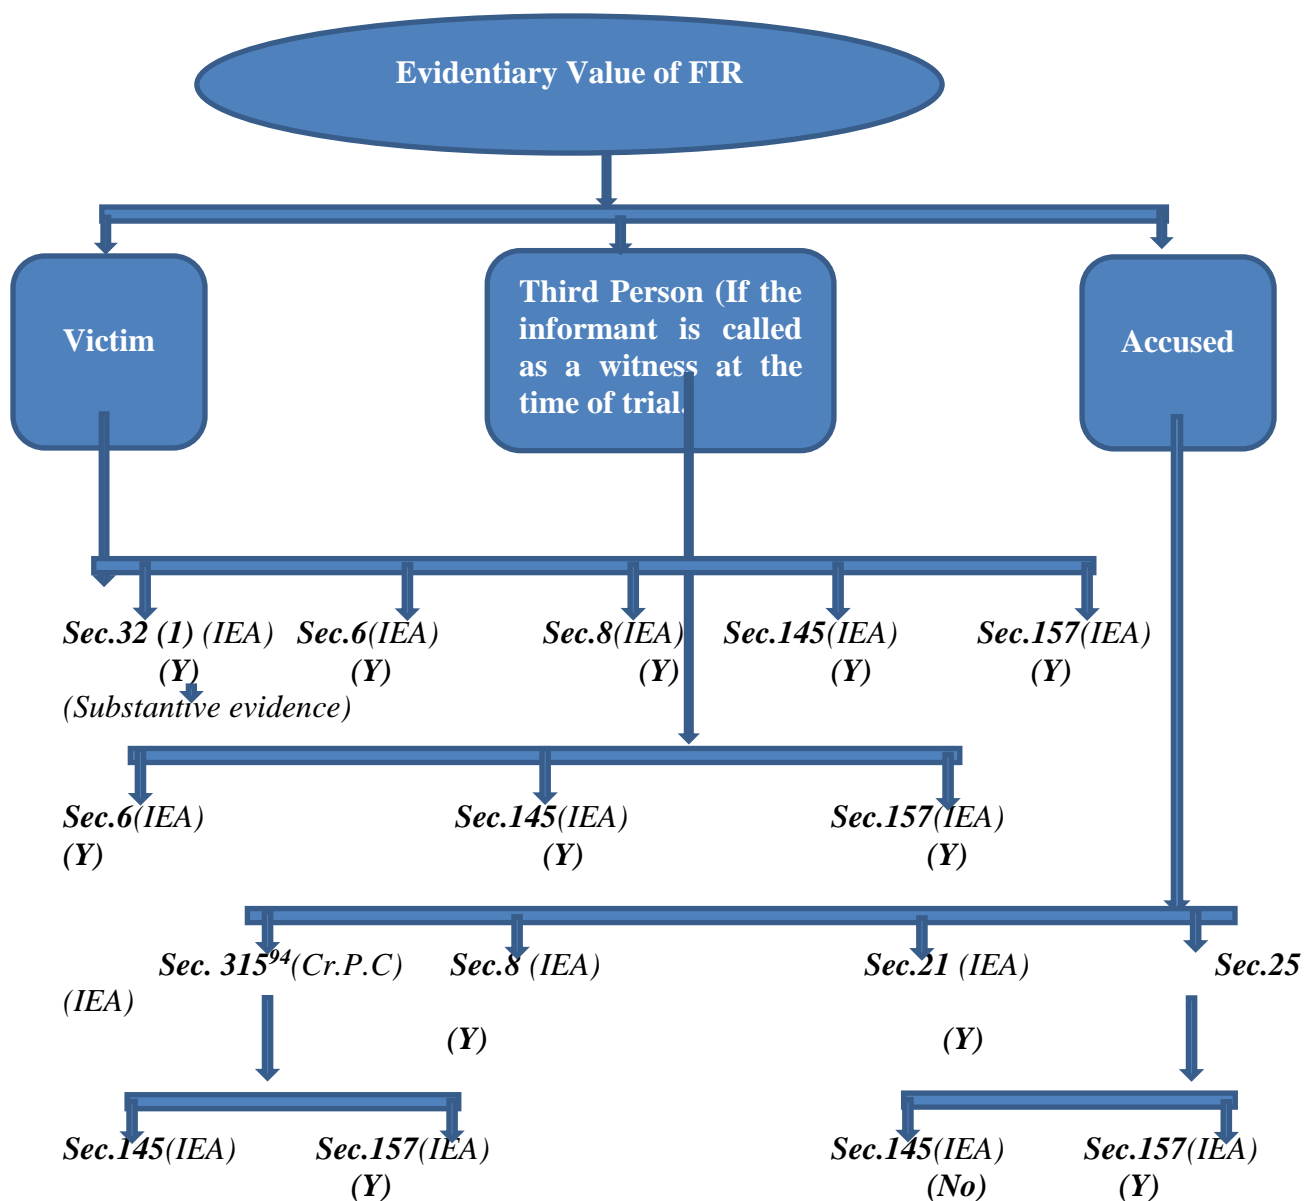 Evidentiary Value of FIR
Victim
Third Person (If the
informant is called
as a witness at the
time of trial.
Accused
Sec.32 (1) (IEA) Sec.6(IEA) Sec.8(IEA) Sec.145(IEA) Sec.157(IEA)
(Y) (Y) (Y) (Y) (Y)
(Substantive evidence)
Sec.6(IEA) Sec.145(IEA) Sec.157(IEA)
(Y) (Y) (Y)
Sec. 315⁹⁴(Cr.P.C) Sec.8 (IEA) Sec.21 (IEA) Sec.25
(IEA)
(Y) (Y)
Sec.145(IEA) Sec.157(IEA) Sec.145(IEA) Sec.157(IEA)
(Y) (No) (Y)